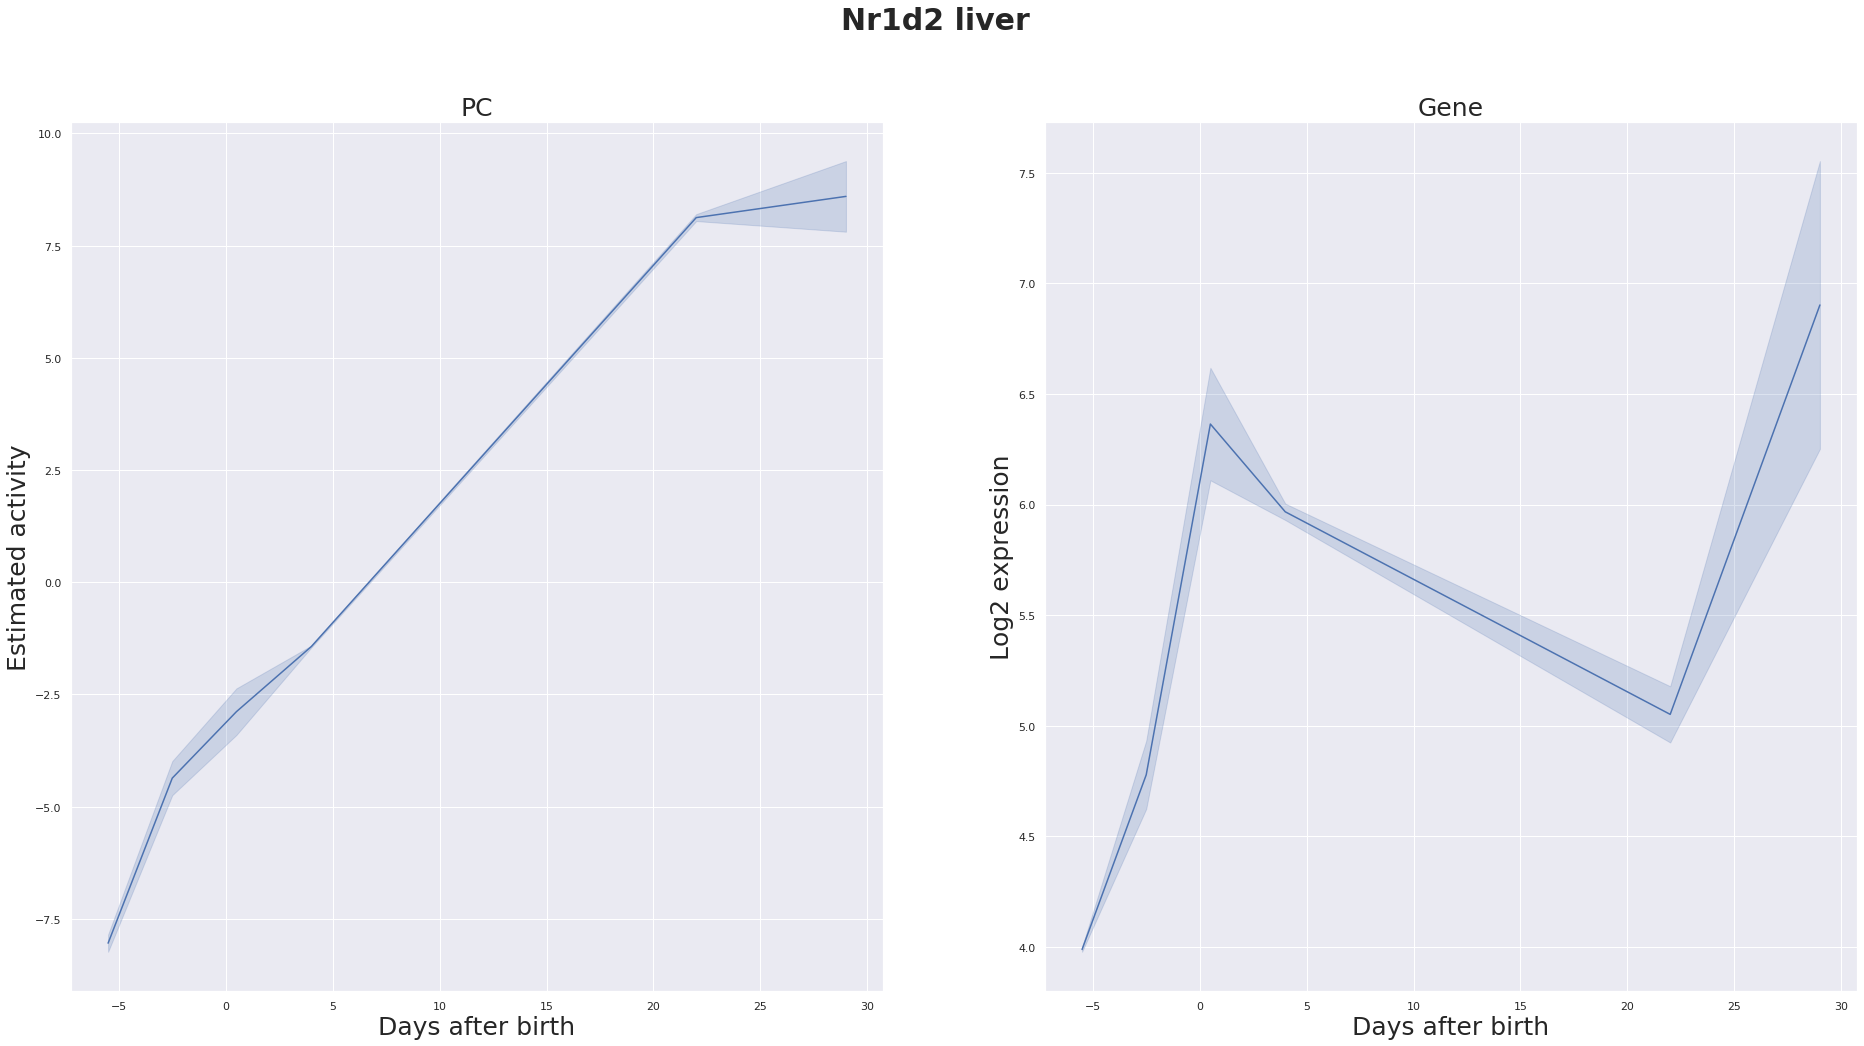 Nr1d2 liver
PC
Estimated activity
10.0
7.5
5.0
2.5
0.0
−2.5
−5.0
−7.5
−5 0 5 10 15 20 25 30
Days after birth
Gene
Log2 expression
7.5
7.0
6.5
6.0
5.5
5.0
4.5
4.0
−5 0 5 10 15 20 25 30
Days after birth